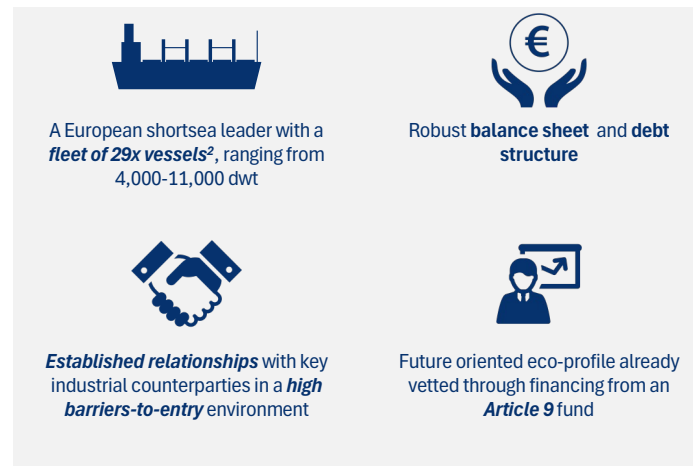 €
A European shortsea leader with a
fleet of 29x vessels², ranging from
4,000-11,000 dwt
Robust balance sheet and debt
structure
Established relationships with key
industrial counterparties in a high
barriers-to-entry environment
Future oriented eco-profile already
vetted through financing from an
Article 9 fund